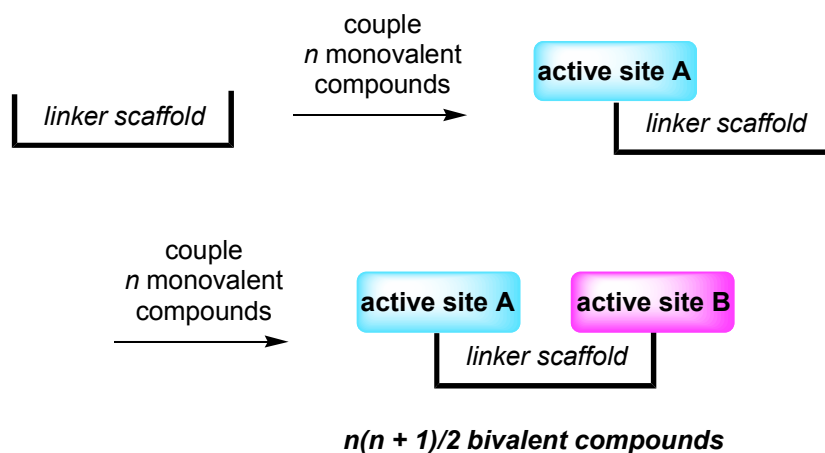 couple
n monovalent
compounds
linker scaffold
active site A
linker scaffold
couple
n monovalent
compounds
active site A
active site B
linker scaffold
n(n + 1)/2 bivalent compounds